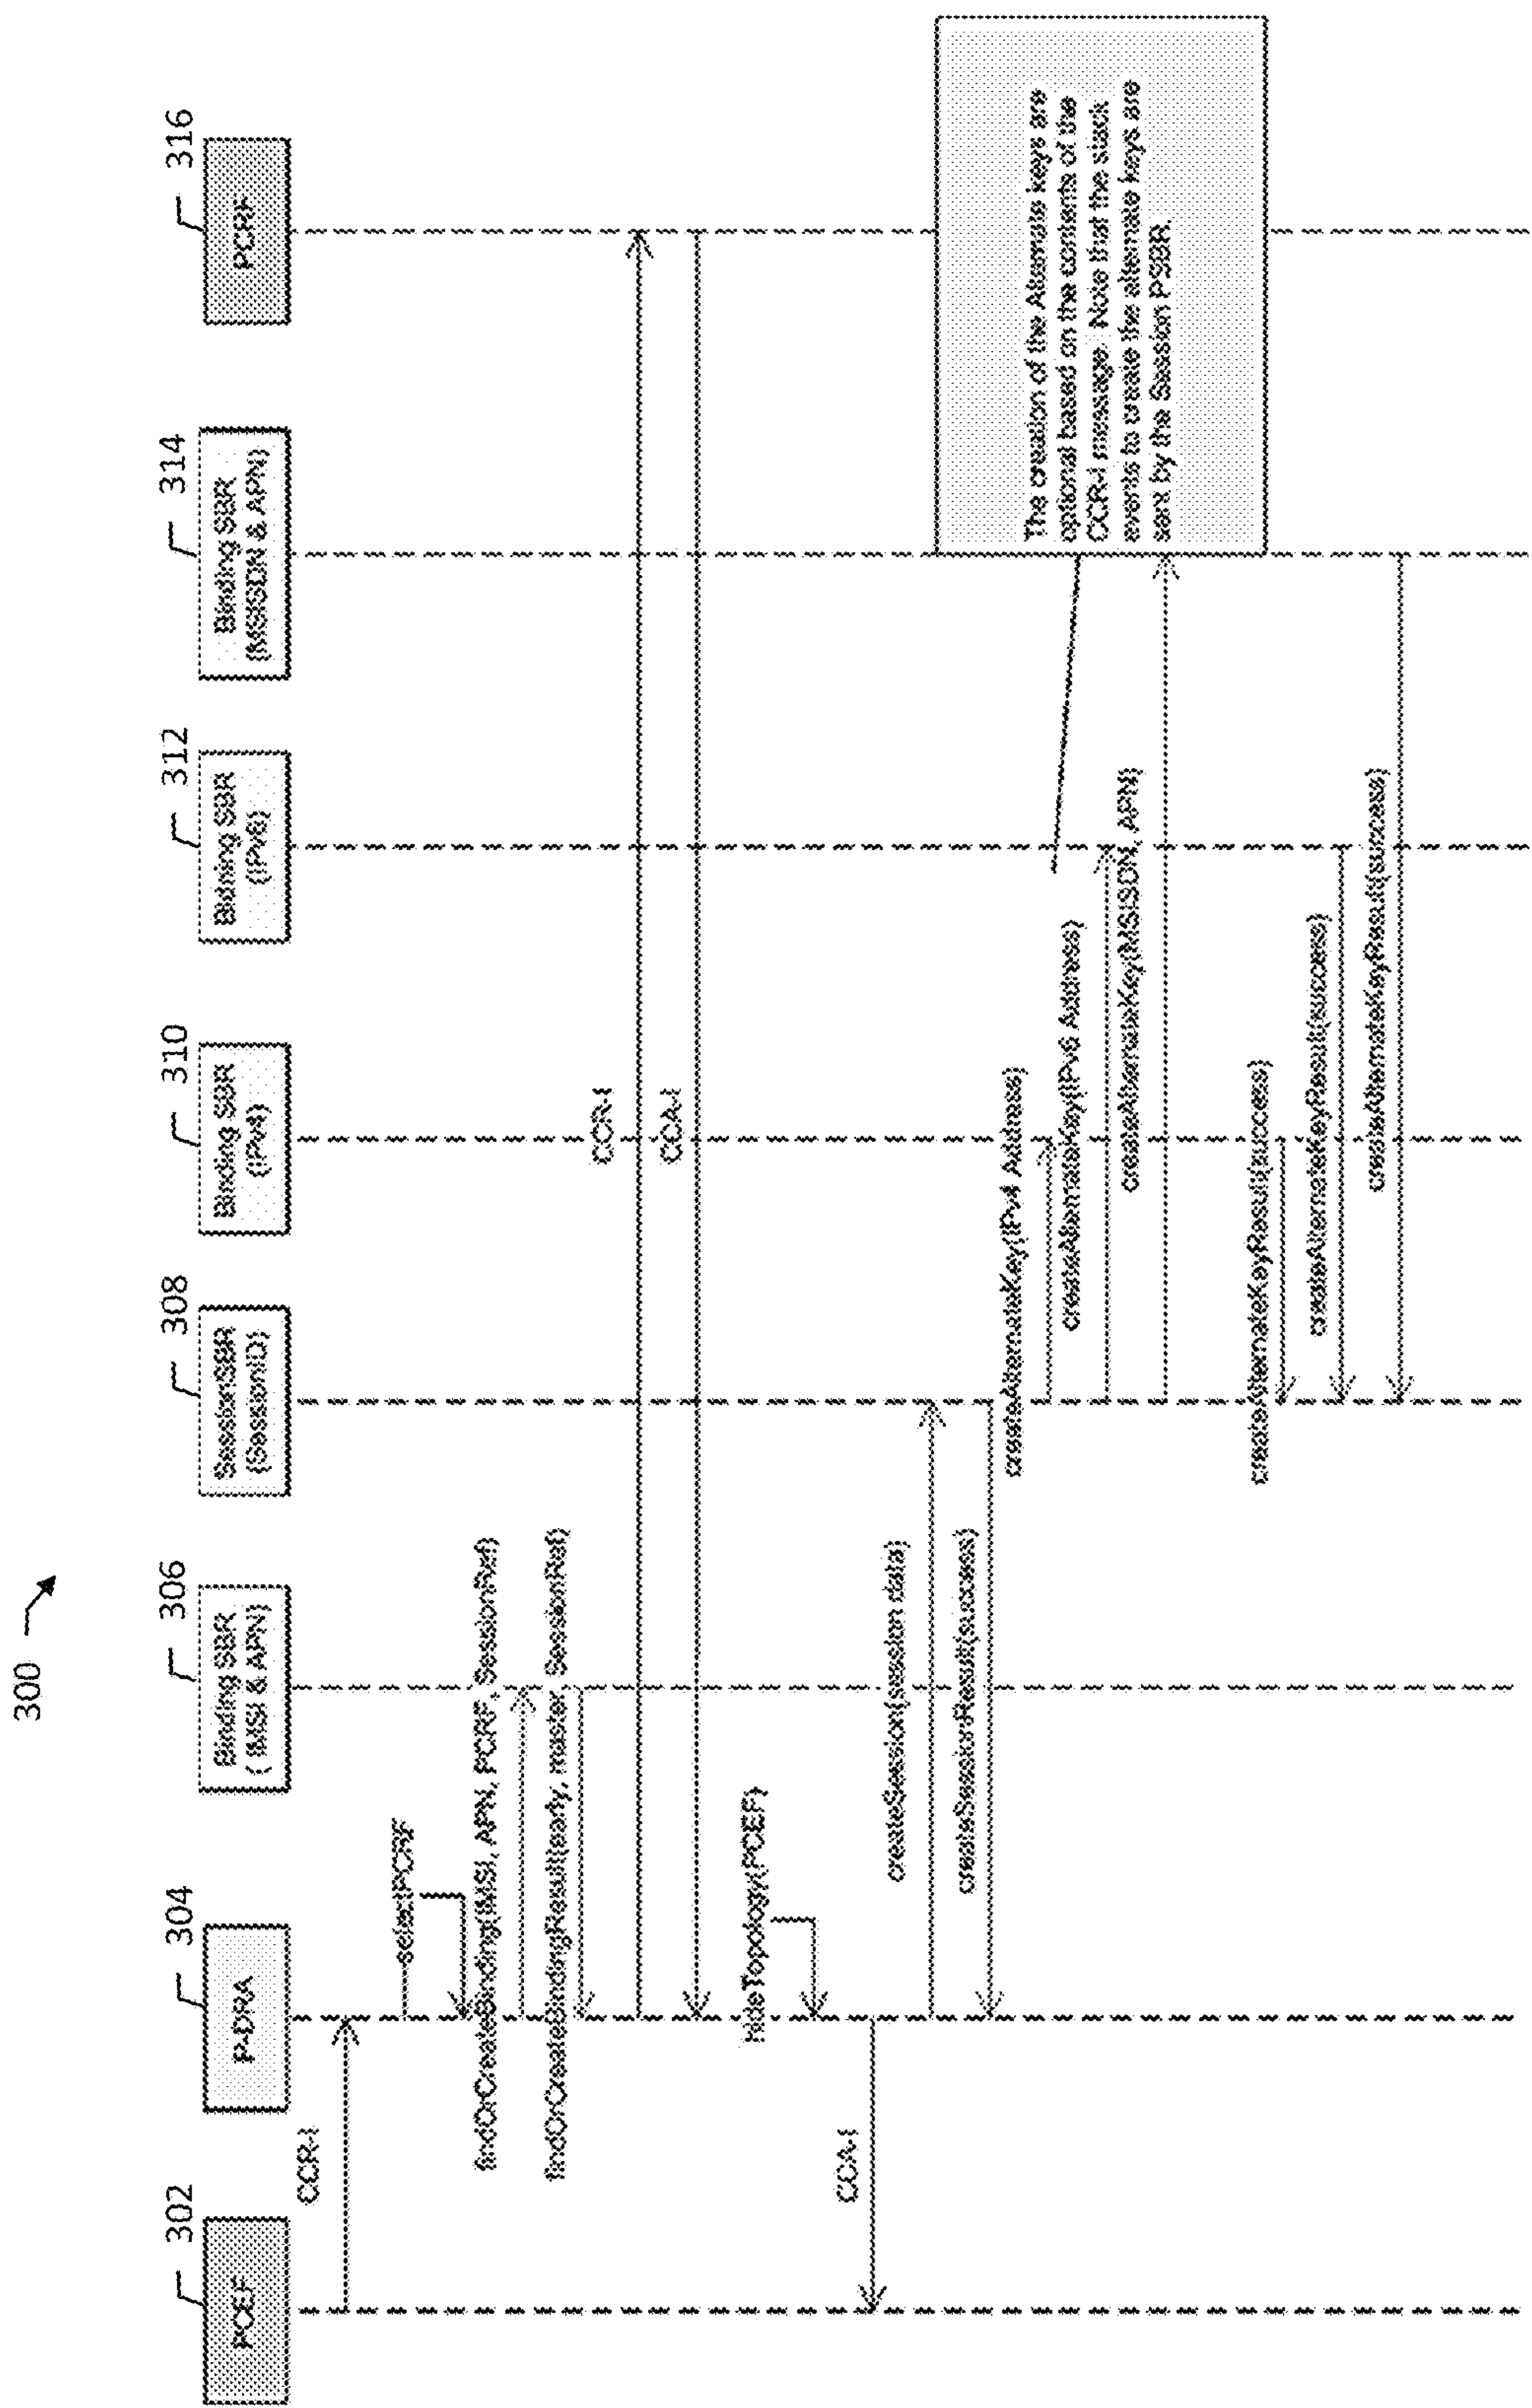 300
302
PCEF
304
P-DRA
306
Binding SBR
( IMSI & APN)
308
SessionSBR
(SessionID)
310
Binding SBR
(IPv4)
312
Bidning SBR
(IPv6)
314
Binding SBR
(MSISDN & APN)
316
PCRF
CCR-I
selectPCRF
findOrCreateBinding(IMSI, APN, PCRF, SessionRef)
findOrCreateBindingResult(early, master, SessionRef)
CCR-I
CCA-I
hideTopology(PCEF)
CCA-I
createSession(session data)
createSessionResult(success)
createAlternateKey(IPv4 Address)
createAlternateKey(IPv6 Address)
createAlternateKey(MSISDN, APN)
The creation of the Alternate keys are
optional based on the contents of the
CCR-I message. Note that the stack
events to create the alternate keys are
sent by the Session PSBR.
createAlternateKeyResult(success)
createAlternateKeyResult(success)
createAlternateKeyResult(success)